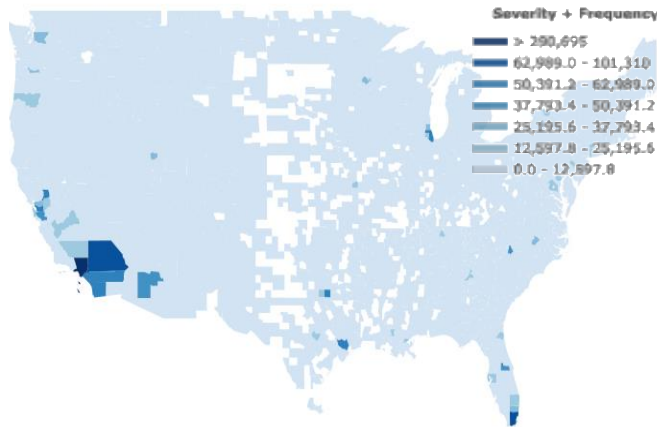 Severity + Frequency
> 290,695
62,989.0 - 101,310
50,391.2 - 62,989.0
37,793.4 - 50,391.2
25,195.6 - 37,793.4
12,597.8 - 25,195.6
0.0 - 12,597.8